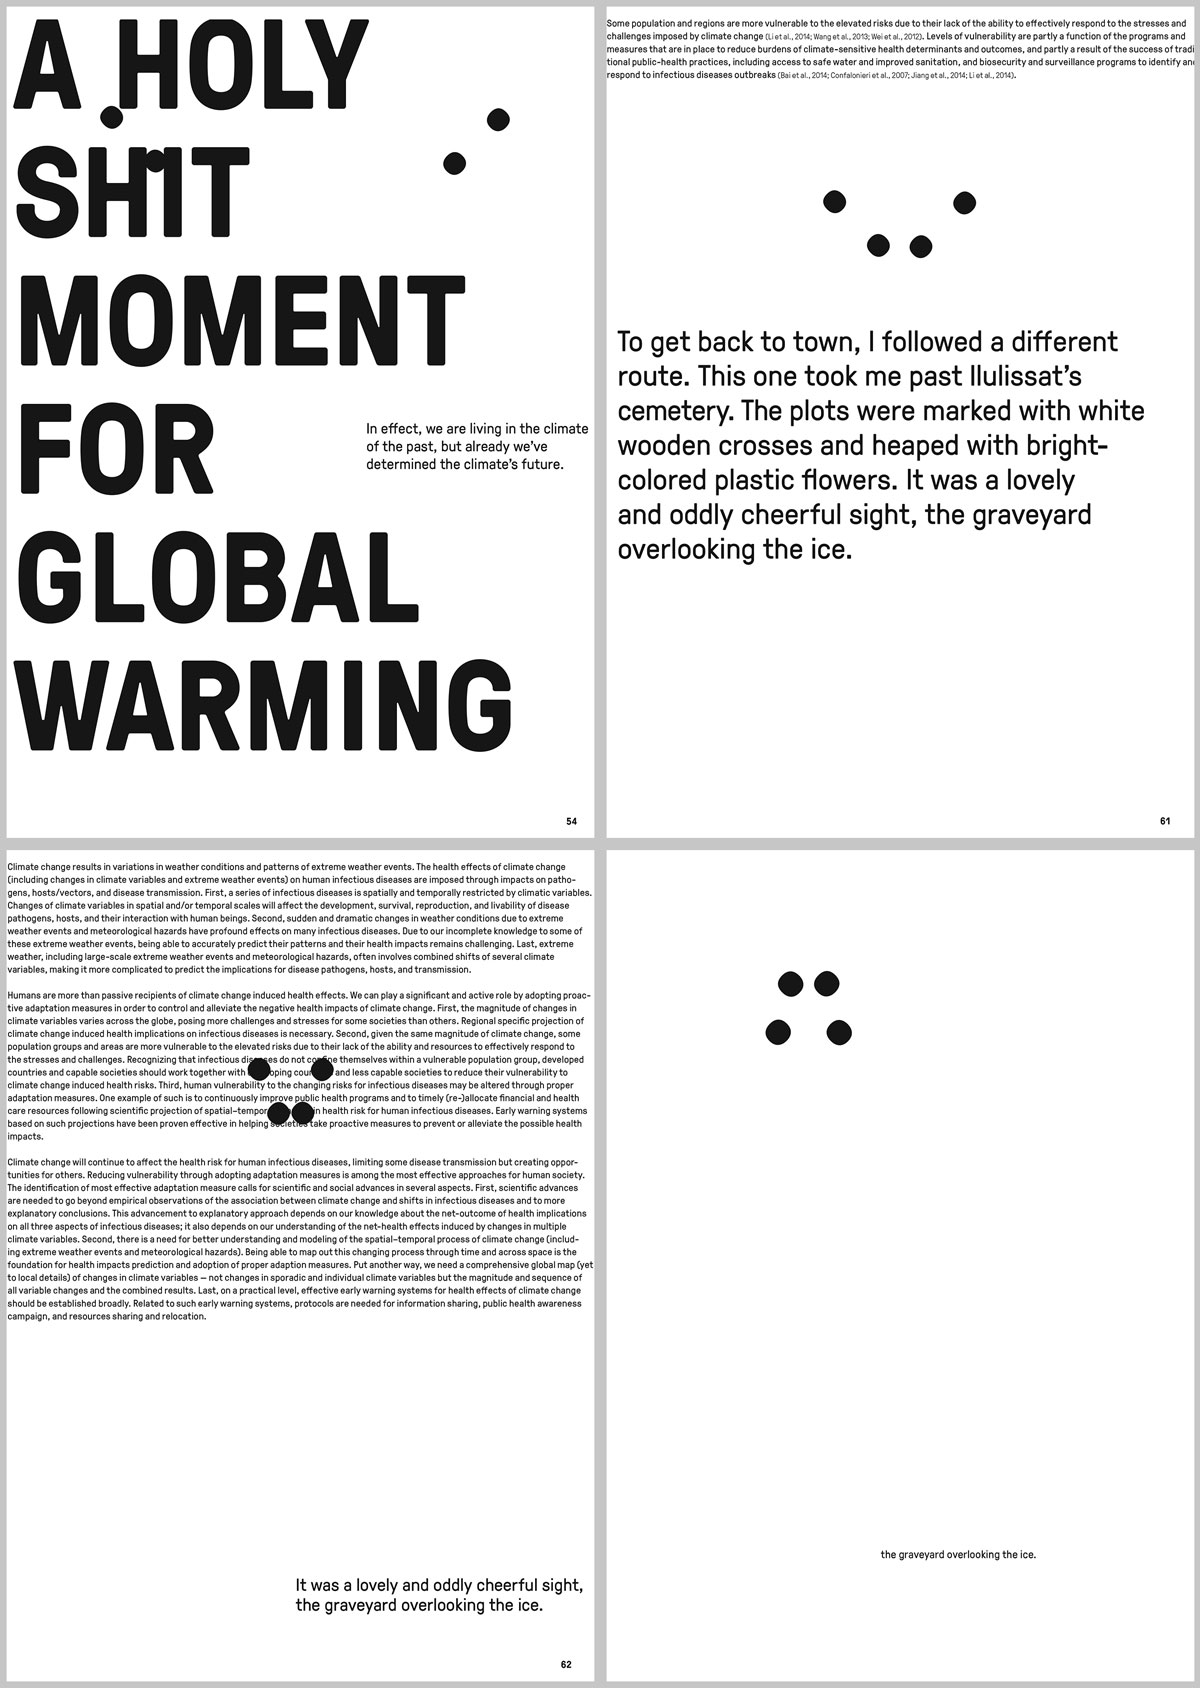 A HOLY
SHIT
MOMENT
FOR
GLOBAL
WARMING
In effect, we are living in the climate
of the past, but already we've
determined the climate's future.
54
Some population and regions are more vulnerable to the elevated risks due to their lack of the ability to effectively respond to the stresses and
challenges imposed by climate change (Li et al., 2014; Wang et al., 2013; Wei et al., 2012). Levels of vulnerability are partly a function of the programs and
measures that are in place to reduce burdens of climate-sensitive health determinants and outcomes, and partly a result of the success of tradi
tional public-health practices, including access to safe water and improved sanitation, and biosecurity and surveillance programs to identify and
respond to infectious diseases outbreaks (Bai et al., 2014; Confalonieri et al., 2007; Jiang et al., 2014; Li et al., 2014).
To get back to town, I followed a different
route. This one took me past Ilulissat's
cemetery. The plots were marked with white
wooden crosses and heaped with bright-
colored plastic flowers. It was a lovely
and oddly cheerful sight, the graveyard
overlooking the ice.
61
Climate change results in variations in weather conditions and patterns of extreme weather events. The health effects of climate change
(including changes in climate variables and extreme weather events) on human infectious diseases are imposed through impacts on patho-
gens, hosts/vectors, and disease transmission. First, a series of infectious diseases is spatially and temporally restricted by climatic variables.
Changes of climate variables in spatial and/or temporal scales will affect the development, survival, reproduction, and livability of disease
pathogens, hosts, and their interaction with human beings. Second, sudden and dramatic changes in weather conditions due to extreme
weather events and meteorological hazards have profound effects on many infectious diseases. Due to our incomplete knowledge to some of
these extreme weather events, being able to accurately predict their patterns and their health impacts remains challenging. Last, extreme
weather, including large-scale extreme weather events and meteorological hazards, often involves combined shifts of several climate
variables, making it more complicated to predict the implications for disease pathogens, hosts, and transmission.
Humans are more than passive recipients of climate change induced health effects. We can play a significant and active role by adopting proac-
tive adaptation measures in order to control and alleviate the negative health impacts of climate change. First, the magnitude of changes in
climate variables varies across the globe, posing more challenges and stresses for some societies than others. Regional specific projection of
climate change induced health implications on infectious diseases is necessary. Second, given the same magnitude of climate change, some
population groups and areas are more vulnerable to the elevated risks due to their lack of the ability and resources to effectively respond to
the stresses and challenges. Recognizing that infectious diseases do not confine themselves within a vulnerable population group, developed
countries and capable societies should work together with and less capable societies to reduce their vulnerability to
climate change induced health risks. Third, human vulnerability to the changing risks for infectious diseases may be altered through proper
adaptation measures. One example of such is to continuously improve public health programs and to timely (re-)allocate financial and health
care resources following scientific projection of spatial-temporal in health risk for human infectious diseases. Early warning systems
based on such projections have been proven effective in helping societies take proactive measures to prevent or alleviate the possible health
impacts.
Climate change will continue to affect the health risk for human infectious diseases, limiting some disease transmission but creating oppor-
tunities for others. Reducing vulnerability through adopting adaptation measures is among the most effective approaches for human society.
The identification of most effective adaptation measure calls for scientific and social advances in several aspects. First, scientific advances
are needed to go beyond empirical observations of the association between climate change and shifts in infectious diseases and to more
explanatory conclusions. This advancement to explanatory approach depends on our knowledge about the net-outcome of health implications
on all three aspects of infectious diseases; it also depends on our understanding of the net-health effects induced by changes in multiple
climate variables. Second, there is a need for better understanding and modeling of the spatial-temporal process of climate change (includ-
ing extreme weather events and meteorological hazards). Being able to map out this changing process through time and across space is the
foundation for health impacts prediction and adoption of proper adaption measures. Put another way, we need a comprehensive global map (yet
to local details) of changes in climate variables — not changes in sporadic and individual climate variables but the magnitude and sequence of
all variable changes and the combined results. Last, on a practical level, effective early warning systems for health effects of climate change
should be established broadly. Related to such early warning systems, protocols are needed for information sharing, public health awareness
campaign, and resources sharing and relocation.
It was a lovely and oddly cheerful sight,
the graveyard overlooking the ice.
62
the graveyard overlooking the ice.